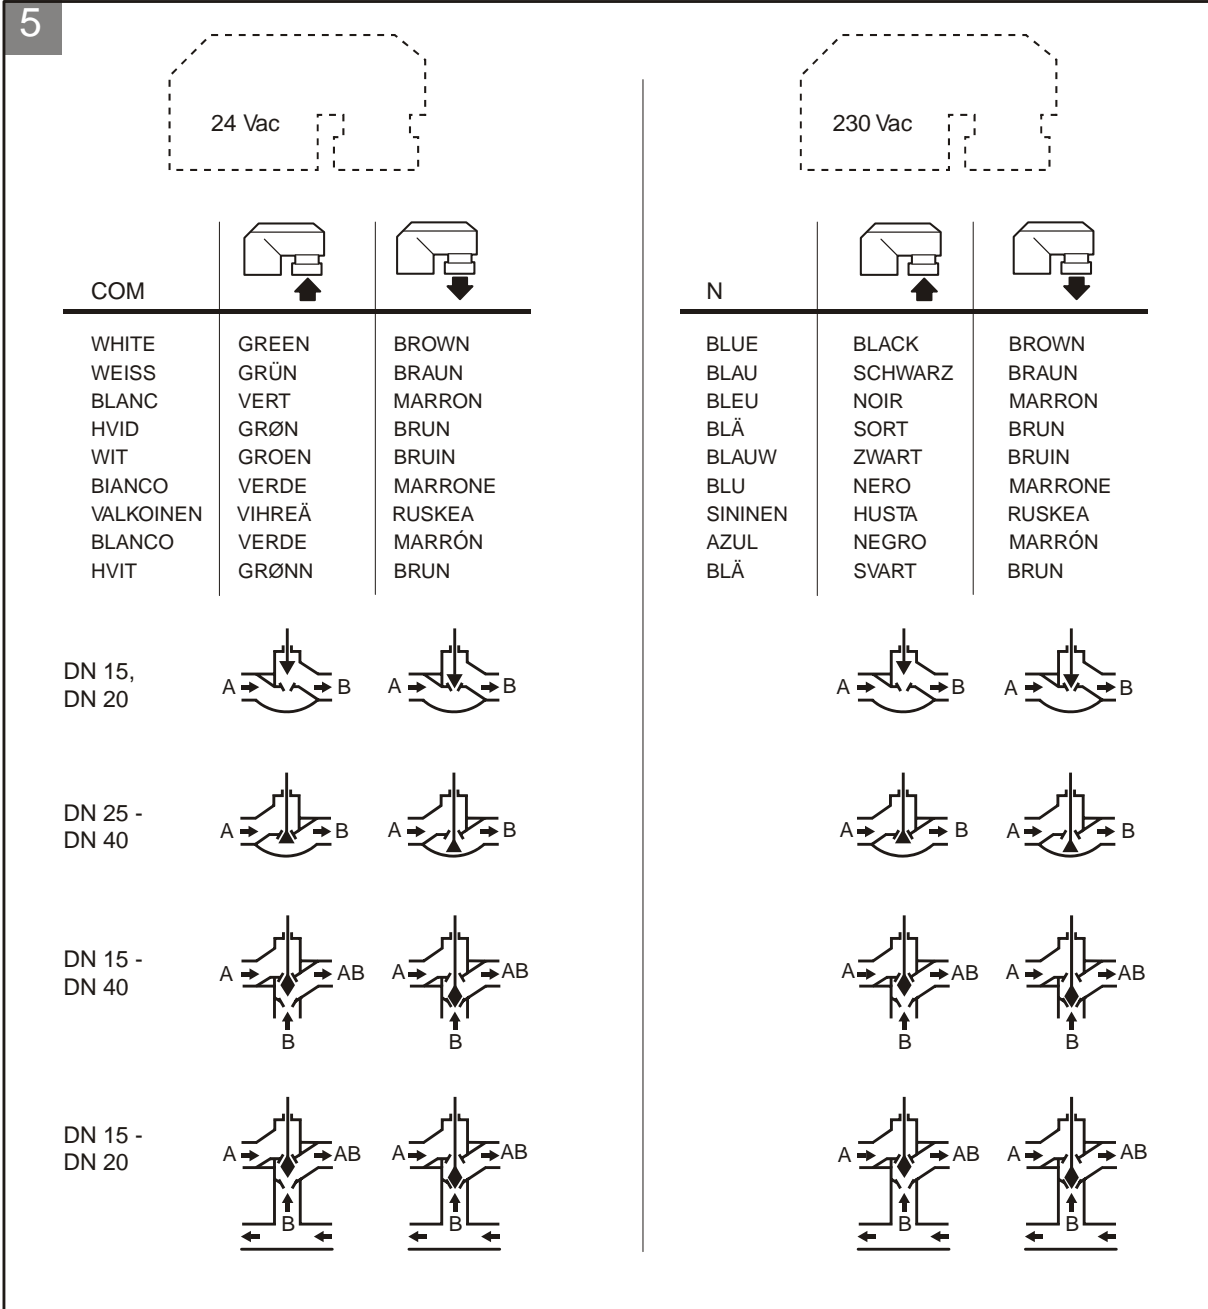 5
24 Vac
230 Vac
COM
N
WHITE GREEN BROWN
WEISS GRÜN BRAUN
BLANC VERT MARRON
HVID GRØN BRUN
WIT GROEN BRUIN
BIANCO VERDE MARRONE
VALKOINEN VIHREÄ RUSKEA
BLANCO VERDE MARRÓN
HVIT GRØNN BRUN
BLUE BLACK BROWN
BLAU SCHWARZ BRAUN
BLEU NOIR MARRON
BLÄ SORT BRUN
BLAUW ZWART BRUIN
BLU NERO MARRONE
SININEN HUSTA RUSKEA
AZUL NEGRO MARRÓN
BLÄ SVART BRUN
DN 15,
DN 20
A B A B A B A B
DN 25 -
DN 40
A B A B A B A B
DN 15 -
DN 40
A AB A AB A AB A AB
B B B B
DN 15 -
DN 20
A AB A AB A AB A AB
B B B B